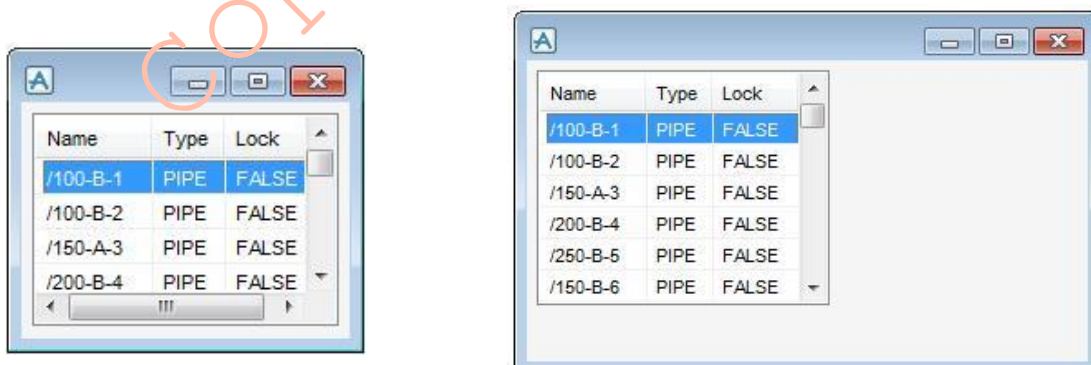 Name Type Lock
/100-B-1 PIPE FALSE
/100-B-2 PIPE FALSE
/150-A-3 PIPE FALSE
/200-B-4 PIPE FALSE
Name Type Lock
/100-B-1 PIPE FALSE
/100-B-2 PIPE FALSE
/150-A-3 PIPE FALSE
/200-B-4 PIPE FALSE
/250-B-5 PIPE FALSE
/150-B-6 PIPE FALSE